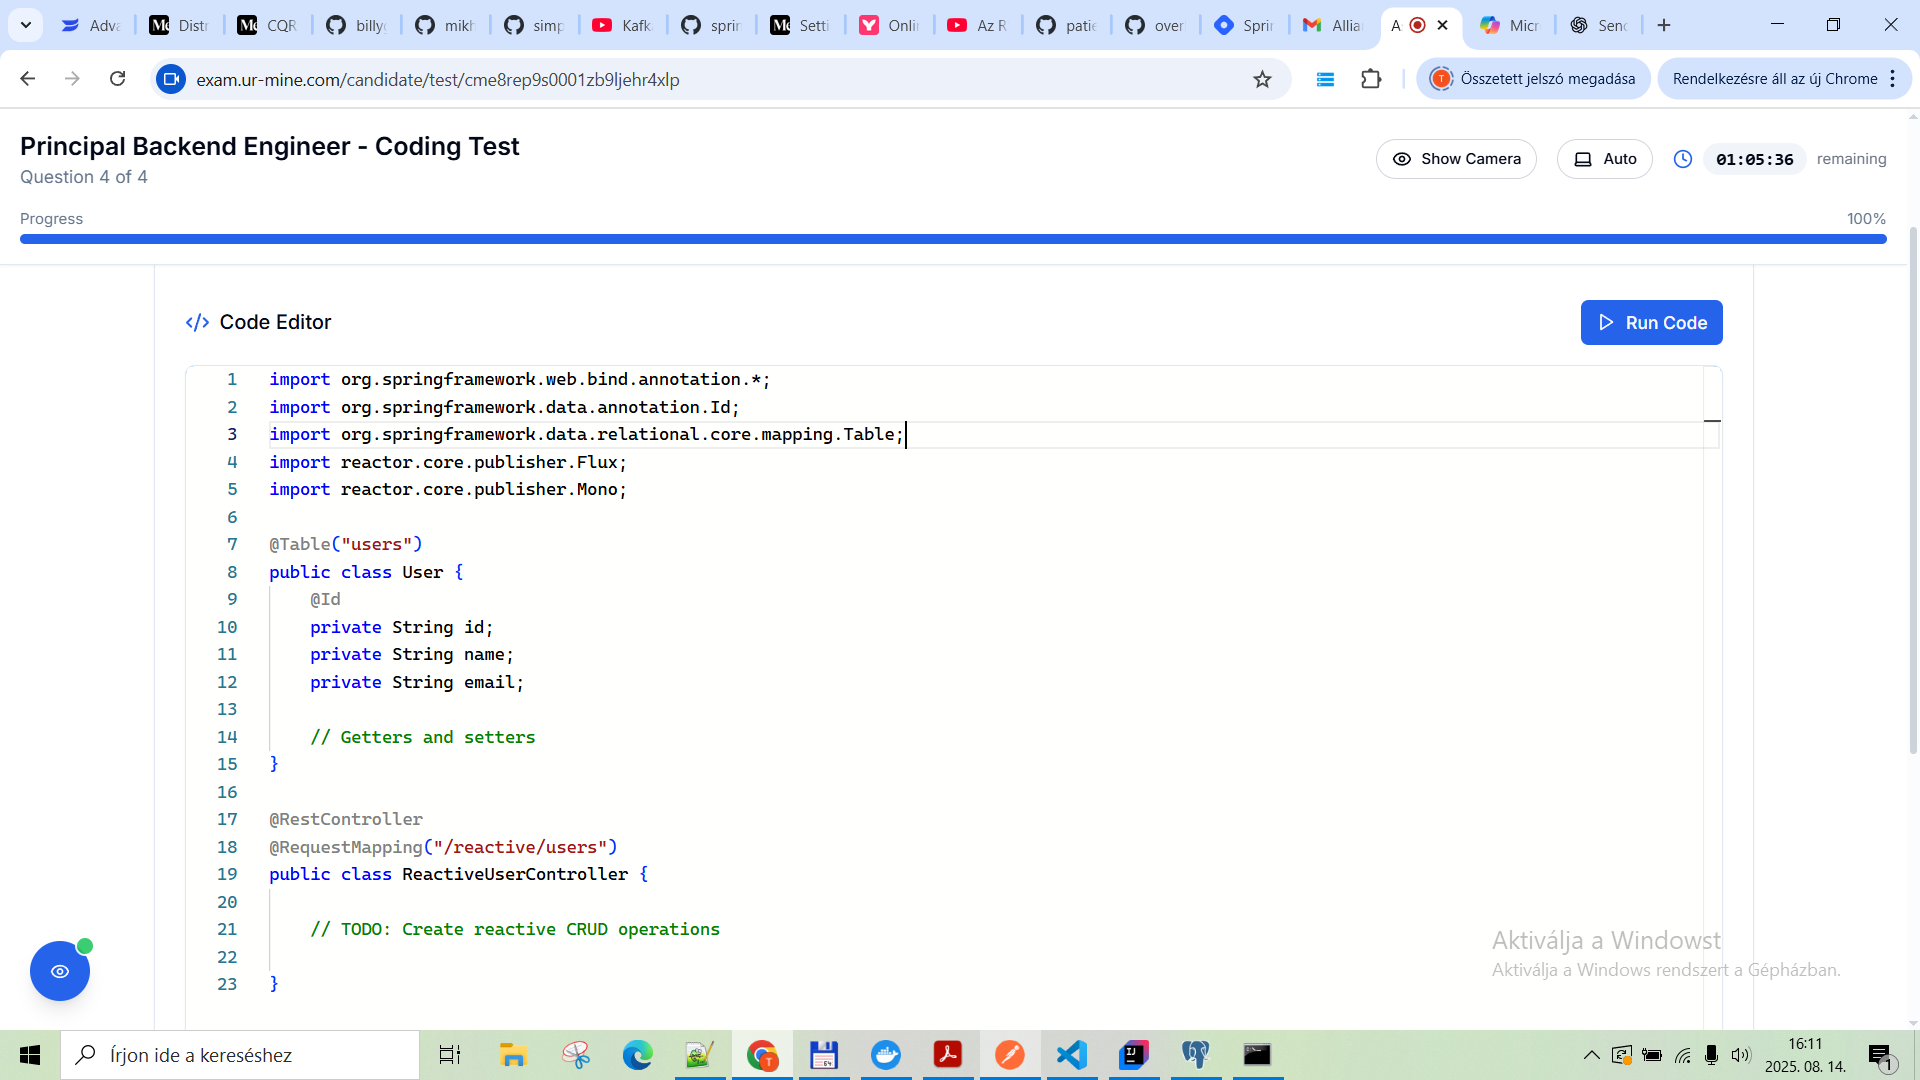 Adva
Distr
CQR
billyg
mikh
simp
Kafk
sprin
Setti
Onlin
Az R
patie
over
Sprin
Allia
A
Micr
Send
exam.ur-mine.com/candidate/test/cme8rep9s0001zb9ljehr4xlp
Összetett jelszó megadása
Rendelkezésre áll az új Chrome
Principal Backend Engineer - Coding Test
Question 4 of 4
Show Camera
Auto
01:05:36 remaining
Progress
100%
Code Editor
Run Code
1 import org.springframework.web.bind.annotation.*;
2 import org.springframework.data.annotation.Id;
3 import org.springframework.data.relational.core.mapping.Table;
4 import reactor.core.publisher.Flux;
5 import reactor.core.publisher.Mono;
6
7 @Table("users")
8 public class User {
9 @Id
10 private String id;
11 private String name;
12 private String email;
13
14 // Getters and setters
15 }
16
17 @RestController
18 @RequestMapping("/reactive/users")
19 public class ReactiveUserController {
20
21 // TODO: Create reactive CRUD operations
22
23 }
Aktiválja a Windowst
Aktiválja a Windows rendszert a Gépházban.
Írjon ide a kereséshez
16:11
2025. 08. 14.
1